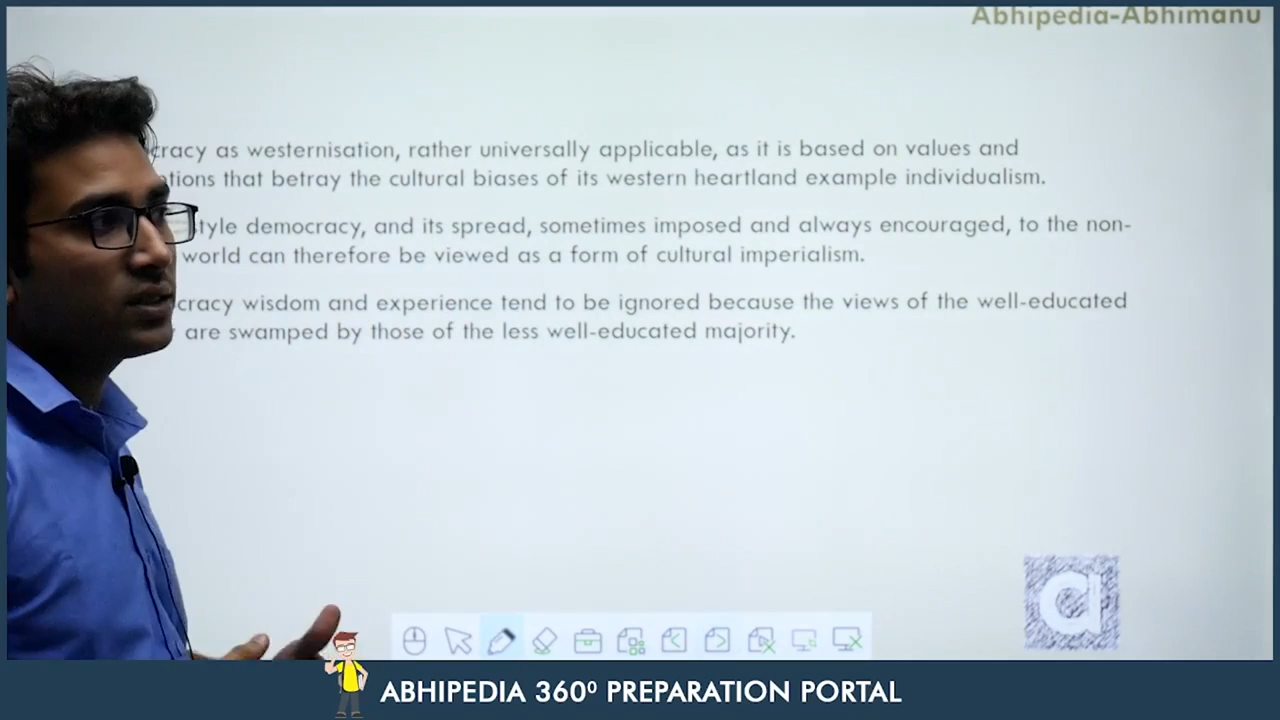 Abhipedia-Abhimanu
cracy as westernisation, rather universally applicable, as it is based on values and
tions that betray the cultural biases of its western heartland example individualism.
style democracy, and its spread, sometimes imposed and always encouraged, to the non-
world can therefore be viewed as a form of cultural imperialism.
cracy wisdom and experience tend to be ignored because the views of the well-educated
are swamped by those of the less well-educated majority.
a
ABHIPEDIA 360⁰ PREPARATION PORTAL